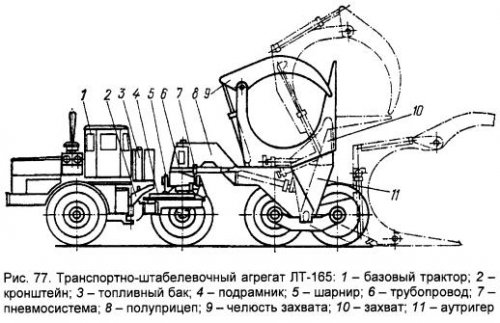 1 2 3 4 5 6 7 8 9
10
11
Рис. 77. Транспортно-штабелевочный агрегат ЛТ-165: 1 – базовый трактор; 2 –
кронштейн; 3 – топливный бак; 4 – подрамник; 5 – шарнир; 6 – трубопровод; 7 –
пневмосистема; 8 – полуприцеп; 9 – челюсть захвата; 10 – захват; 11 – аутригер